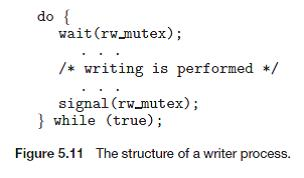 do {
wait(rw_mutex);
. . .
/* writing is performed */
. . .
signal(rw_mutex);
} while (true);
Figure 5.11 The structure of a writer process.